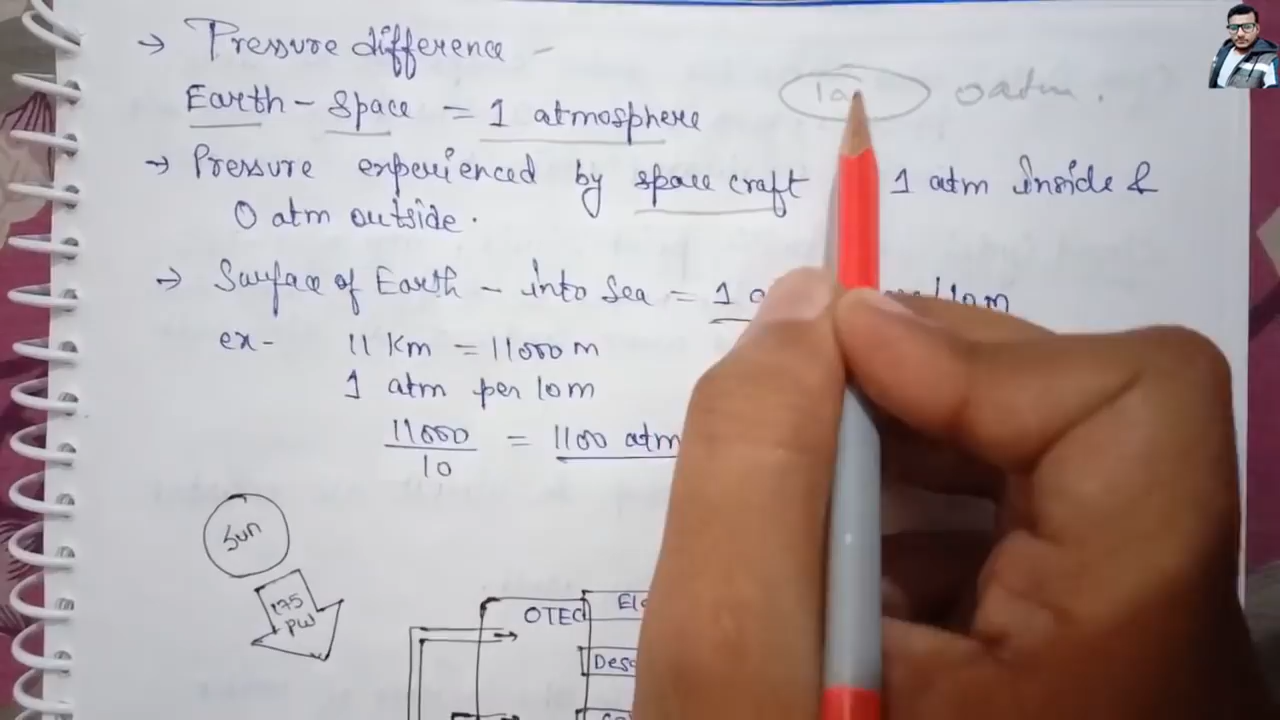 → Pressure difference -
Earth - Space = 1 atmosphere
0 atm.
→ Pressure experienced by space craft 1 atm inside &
0 atm outside.
→ Surface of Earth - into Sea = 1 /10m
ex- 11 Km = 11000 m
1 atm per 10m
11000
10
= 1100 atm
Sun
175
PW
OTEC